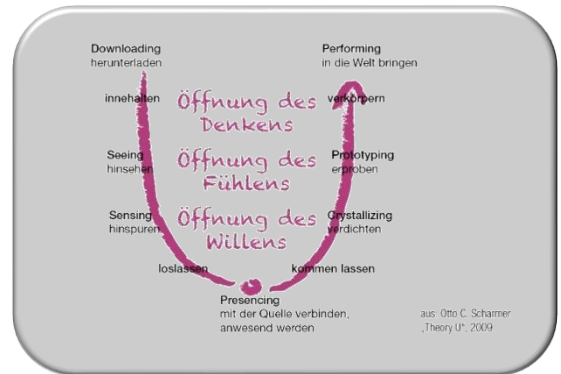 Downloading
herunterladen
innehalten
Seeing
hinsehen
Sensing
hinspüren
loslassen
Öffnung des
Denkens
Öffnung des
Fühlens
Öffnung des
Willens
Presencing
mit der Quelle verbinden,
anwesend werden
kommen lassen
Crystallizing
verdichten
Prototyping
erproben
verkörpern
Performing
in die Welt bringen
aus: Otto C. Scharmer
„Theory U“, 2009